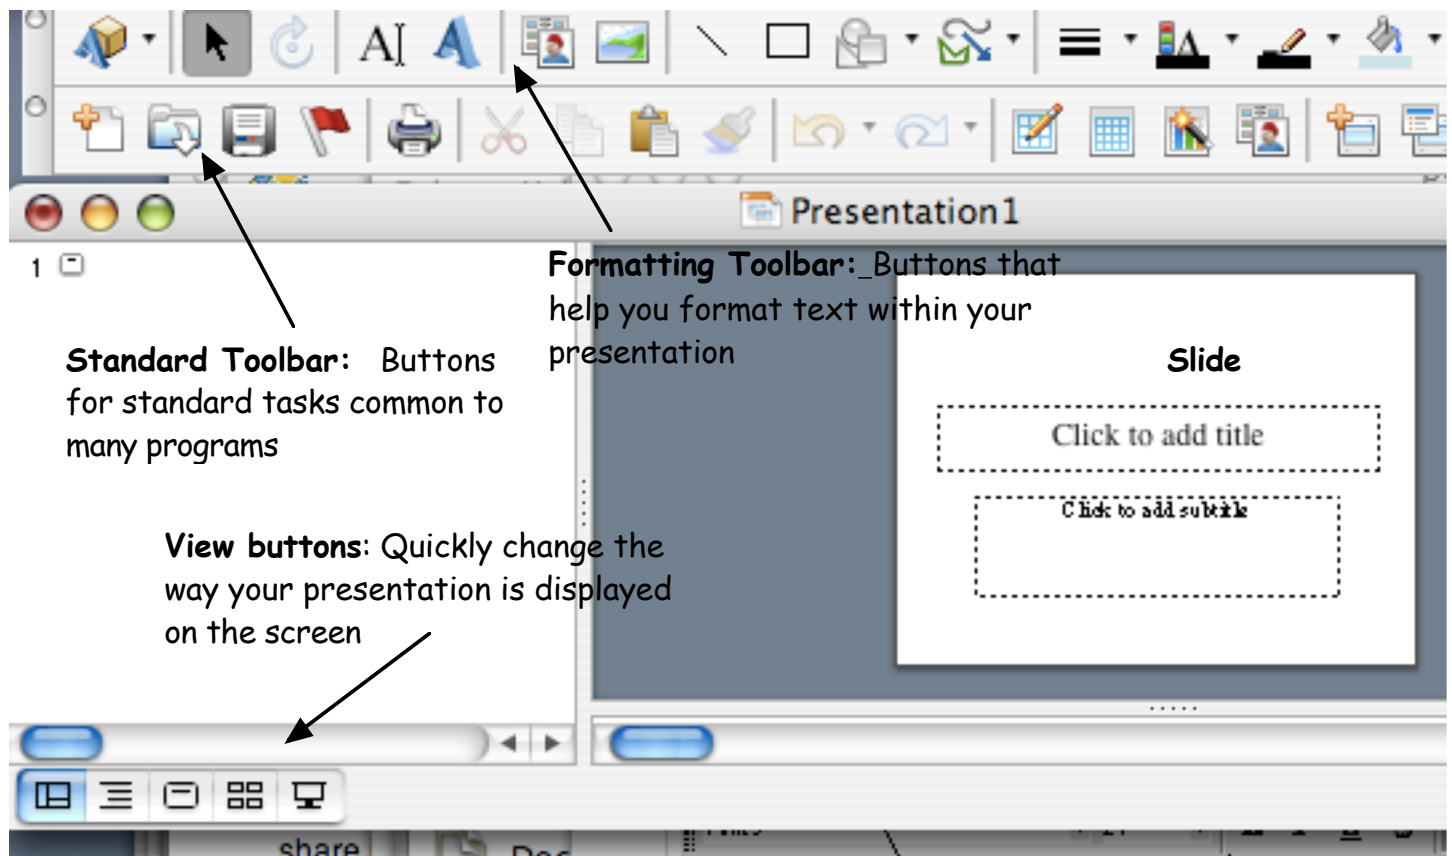 Presentation1
1
Formatting Toolbar: Buttons that
help you format text within your
presentation
Standard Toolbar: Buttons
for standard tasks common to
many programs
Slide
Click to add title
Click to add subtitle
View buttons: Quickly change the
way your presentation is displayed
on the screen
share